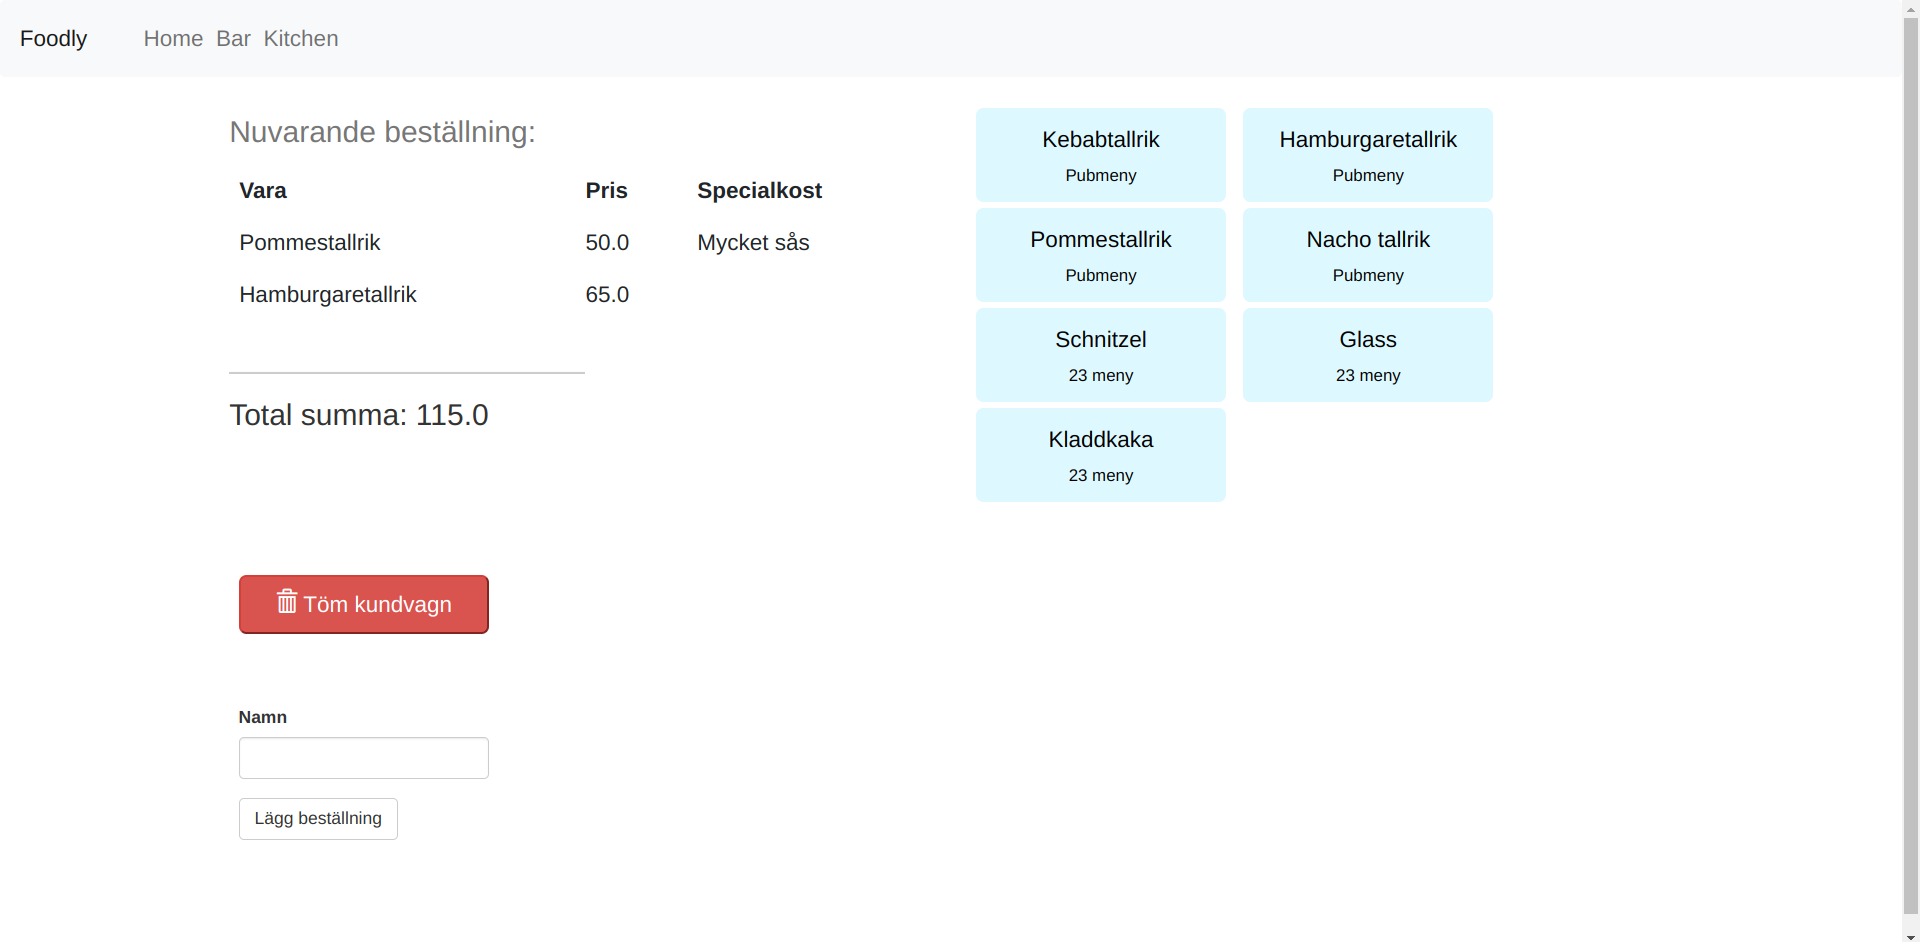 Foodly Home Bar Kitchen
Nuvarande beställning:
Vara Pris Specialkost
Pommestallrik 50.0 Mycket sås
Hamburgaretallrik 65.0
Total summa: 115.0
Töm kundvagn
Namn
Lägg beställning
Kebabtallrik
Pubmeny
Hamburgaretallrik
Pubmeny
Pommestallrik
Pubmeny
Nacho tallrik
Pubmeny
Schnitzel
23 meny
Glass
23 meny
Kladdkaka
23 meny